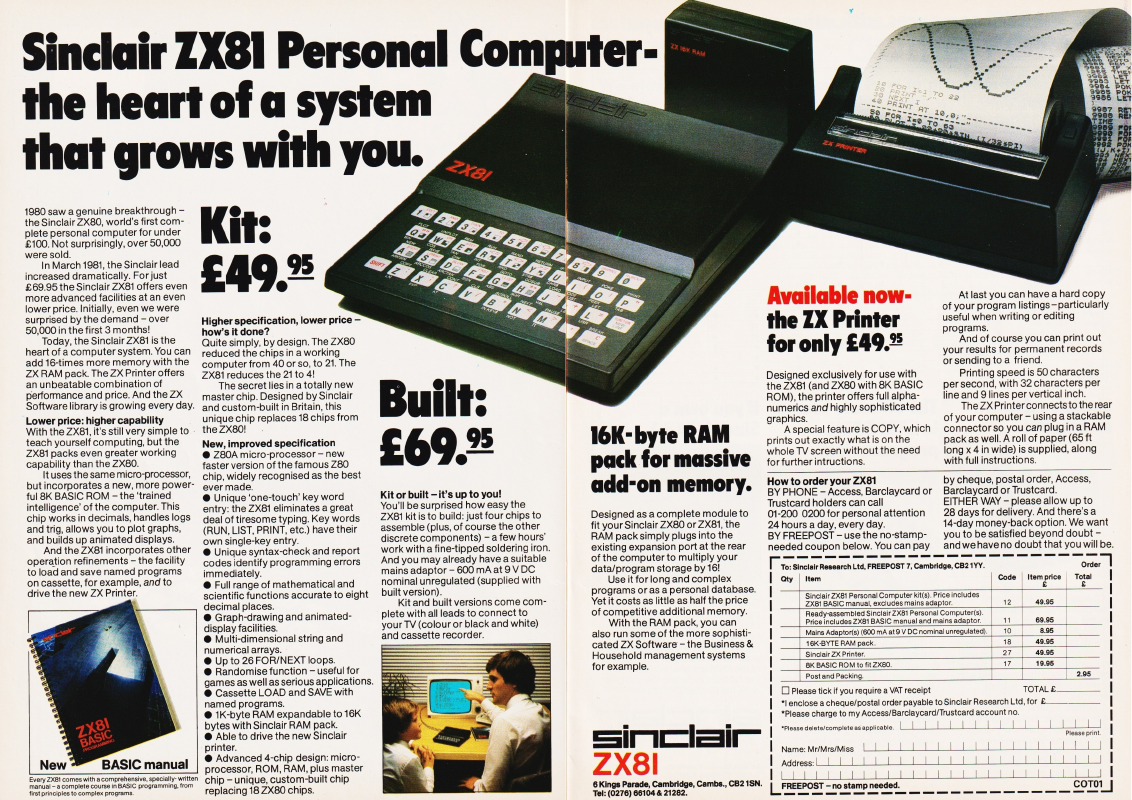 Sinclair ZX81 Personal Computer-
the heart of a system
that grows with you.
1980 saw a genuine breakthrough –
the Sinclair ZX80, world's first com-
plete personal computer for under
£100. Not surprisingly, over 50,000
were sold.
In March 1981, the Sinclair lead
increased dramatically. For just
£69.95 the Sinclair ZX81 offers even
more advanced facilities at an even
lower price. Initially, even we were
surprised by the demand – over
50,000 in the first 3 months!
Today, the Sinclair ZX81 is the
heart of a computer system. You can
add 16-times more memory with the
ZX RAM pack. The ZX Printer offers
an unbeatable combination of
performance and price. And the ZX
Software library is growing every day.
Lower price: higher capability
With the ZX81, it's still very simple to
teach yourself computing, but the
ZX81 packs even greater working
capability than the ZX80.
It uses the same micro-processor,
but incorporates a new, more power-
ful 8K BASIC ROM – the 'trained
intelligence' of the computer. This
chip works in decimals, handles logs
and trig, allows you to plot graphs,
and builds up animated displays.
And the ZX81 incorporates other
operation refinements – the facility
to load and save named programs
on cassette, for example, and to
drive the new ZX Printer.
sinclair
ZX81
BASIC
PROGRAMMING
New BASIC manual
Every ZX81 comes with a comprehensive, specially-written
manual – a complete course in BASIC programming, from
first principles to complex programs.
Kit:
£49.95
Higher specification, lower price –
how's it done?
Quite simply, by design. The ZX80
reduced the chips in a working
computer from 40 or so, to 21. The
ZX81 reduces the 21 to 4!
The secret lies in a totally new
master chip. Designed by Sinclair
and custom-built in Britain, this
unique chip replaces 18 chips from
the ZX80!
New, improved specification
● Z80A micro-processor – new
faster version of the famous Z80
chip, widely recognised as the best
ever made.
● Unique 'one-touch' key word
entry: the ZX81 eliminates a great
deal of tiresome typing. Key words
(RUN, LIST, PRINT, etc.) have their
own single-key entry.
● Unique syntax-check and report
codes identify programming errors
immediately.
● Full range of mathematical and
scientific functions accurate to eight
decimal places.
● Graph-drawing and animated-
display facilities.
● Multi-dimensional string and
numerical arrays.
● Up to 26 FOR/NEXT loops.
● Randomise function – useful for
games as well as serious applications.
● Cassette LOAD and SAVE with
named programs.
● 1K-byte RAM expandable to 16K
bytes with Sinclair RAM pack.
● Able to drive the new Sinclair
printer.
● Advanced 4-chip design: micro-
processor, ROM, RAM, plus master
chip – unique, custom-built chip
replacing 18 ZX80 chips.
Built:
£69.95
Kit or built – it's up to you!
You'll be surprised how easy the
ZX81 kit is to build: just four chips to
assemble (plus, of course the other
discrete components) – a few hours'
work with a fine-tipped soldering iron.
And you may already have a suitable
mains adaptor – 600 mA at 9 V DC
nominal unregulated (supplied with
built version).
Kit and built versions come com-
plete with all leads to connect to
your TV (colour or black and white)
and cassette recorder.
sinclair
ZX81
ZX 16K RAM
sinclair
ZX PRINTER
16K-byte RAM
pack for massive
add-on memory.
Designed as a complete module to
fit your Sinclair ZX80 or ZX81, the
RAM pack simply plugs into the
existing expansion port at the rear
of the computer to multiply your
data/program storage by 16!
Use it for long and complex
programs or as a personal database.
Yet it costs as little as half the price
of competitive additional memory.
With the RAM pack, you can
also run some of the more sophisti-
cated ZX Software – the Business &
Household management systems
for example.
sinclair
ZX81
6 Kings Parade, Cambridge, Cambs., CB2 1SN.
Tel: (0276) 66104 & 21282.
Available now-
the ZX Printer
for only £49.95
Designed exclusively for use with
the ZX81 (and ZX80 with 8K BASIC
ROM), the printer offers full alpha-
numerics and highly sophisticated
graphics.
A special feature is COPY, which
prints out exactly what is on the
whole TV screen without the need
for further intructions.
At last you can have a hard copy
of your program listings – particularly
useful when writing or editing
programs.
And of course you can print out
your results for permanent records
or sending to a friend.
Printing speed is 50 characters
per second, with 32 characters per
line and 9 lines per vertical inch.
The ZX Printer connects to the rear
of your computer – using a stackable
connector so you can plug in a RAM
pack as well. A roll of paper (65 ft
long x 4 in wide) is supplied, along
with full instructions.
How to order your ZX81
BY PHONE – Access, Barclaycard or
Trustcard holders can call
01-200 0200 for personal attention
24 hours a day, every day.
BY FREEPOST – use the no-stamp-
needed coupon below. You can pay
by cheque, postal order, Access,
Barclaycard or Trustcard.
EITHER WAY – please allow up to
28 days for delivery. And there's a
14-day money-back option. We want
you to be satisfied beyond doubt –
and we have no doubt that you will be.
To: Sinclair Research Ltd, FREEPOST 7, Cambridge, CB2 1YY. Order
Qty Item Code Item price £ Total £
Sinclair ZX81 Personal Computer kit(s). Price includes
ZX81 BASIC manual, excludes mains adaptor. 12 49.95
Ready-assembled Sinclair ZX81 Personal Computer(s).
Price includes ZX81 BASIC manual and mains adaptor. 11 69.95
Mains Adaptor(s) (600 mA at 9 V DC nominal unregulated). 10 8.95
16K-BYTE RAM pack. 18 49.95
Sinclair ZX Printer. 27 49.95
8K BASIC ROM to fit ZX80. 17 19.95
Post and Packing. 2.95
Please tick if you require a VAT receipt TOTAL £
*I enclose a cheque/postal order payable to Sinclair Research Ltd, for £
*Please charge to my Access/Barclaycard/Trustcard account no.
*Please delete/complete as applicable. Please print.
Name: Mr/Mrs/Miss
Address:
FREEPOST – no stamp needed. COT01